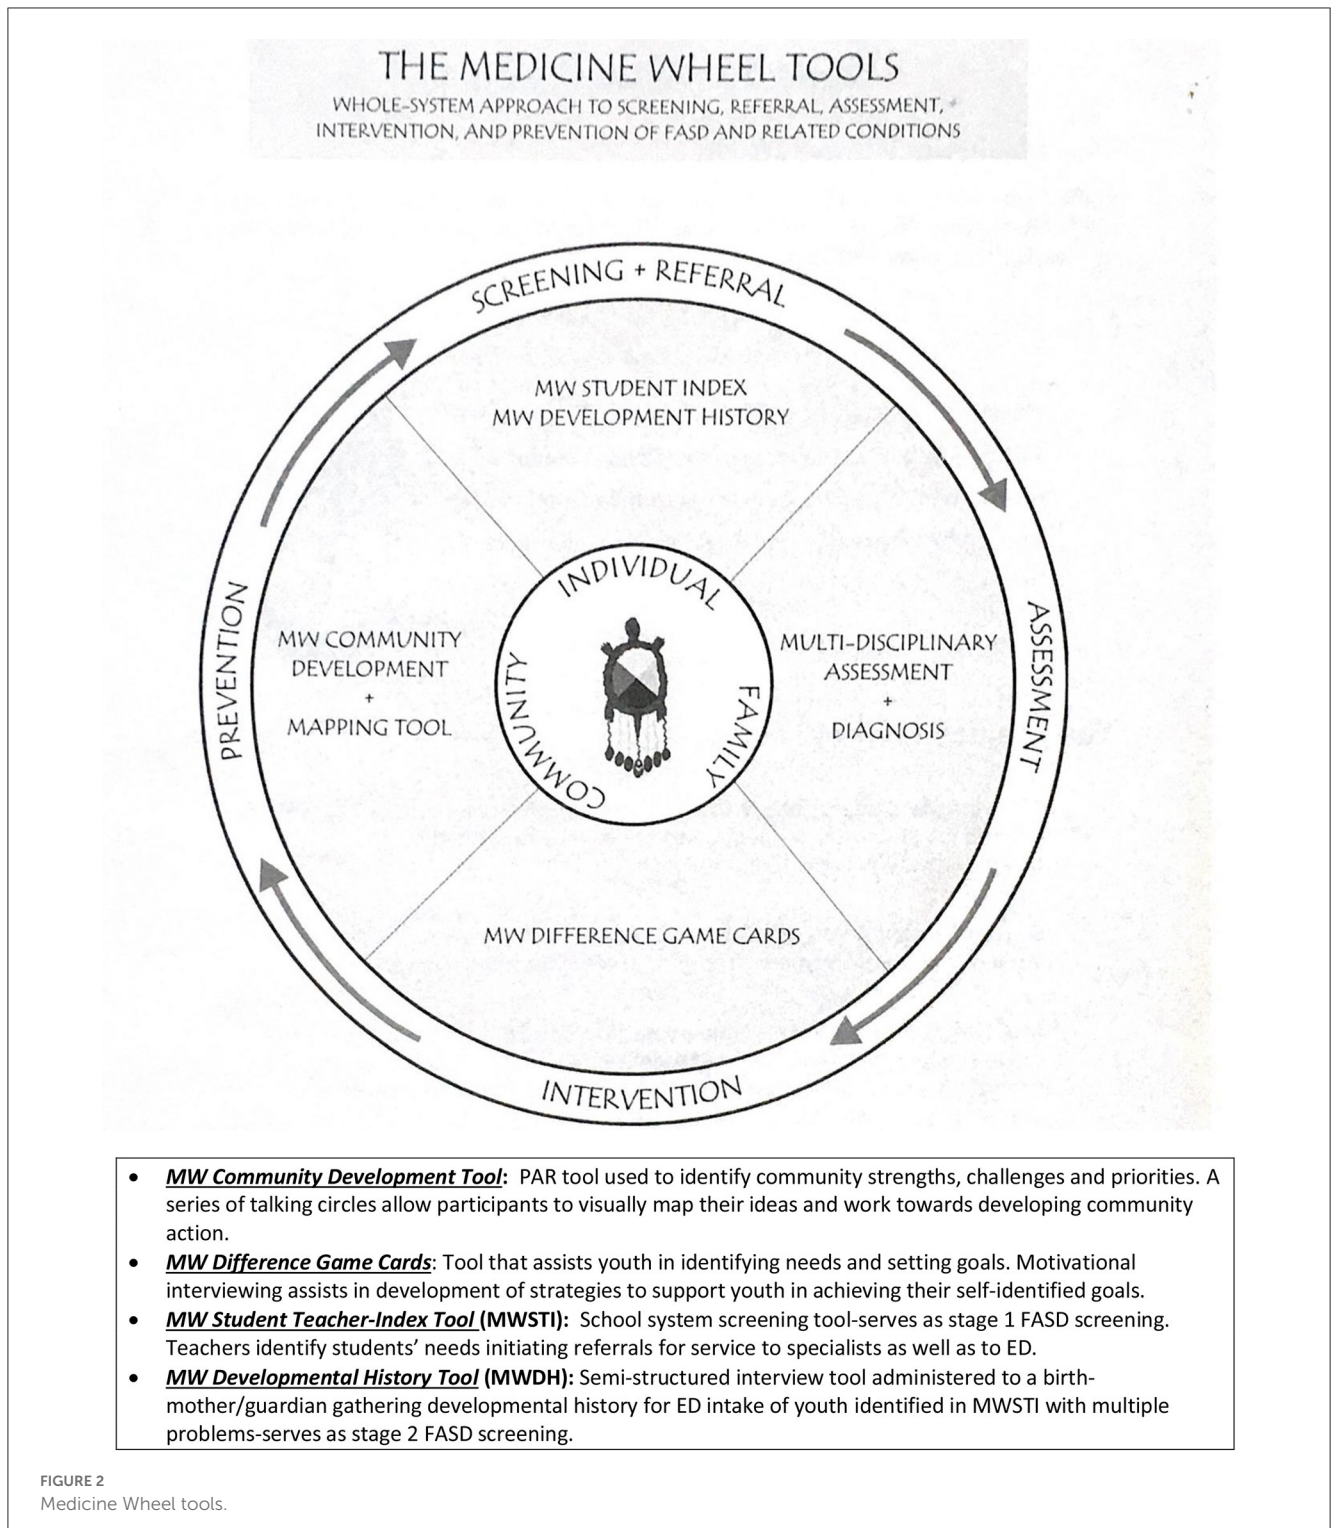 THE MEDICINE WHEEL TOOLS
WHOLE-SYSTEM APPROACH TO SCREENING, REFERRAL, ASSESSMENT,
INTERVENTION, AND PREVENTION OF FASD AND RELATED CONDITIONS
SCREENING + REFERRAL
MW STUDENT INDEX
MW DEVELOPMENT HISTORY
INDIVIDUAL
FAMILY
COMMUNITY
PREVENTION
MW COMMUNITY
DEVELOPMENT
+
MAPPING TOOL
MULTI-DISCIPLINARY
ASSESSMENT
+
DIAGNOSIS
ASSESSMENT
MW DIFFERENCE GAME CARDS
INTERVENTION
• MW Community Development Tool: PAR tool used to identify community strengths, challenges and priorities. A
series of talking circles allow participants to visually map their ideas and work towards developing community
action.
• MW Difference Game Cards: Tool that assists youth in identifying needs and setting goals. Motivational
interviewing assists in development of strategies to support youth in achieving their self-identified goals.
• MW Student Teacher-Index Tool (MWSTI): School system screening tool-serves as stage 1 FASD screening.
Teachers identify students’ needs initiating referrals for service to specialists as well as to ED.
• MW Developmental History Tool (MWDH): Semi-structured interview tool administered to a birth-
mother/guardian gathering developmental history for ED intake of youth identified in MWSTI with multiple
problems-serves as stage 2 FASD screening.
FIGURE 2
Medicine Wheel tools.